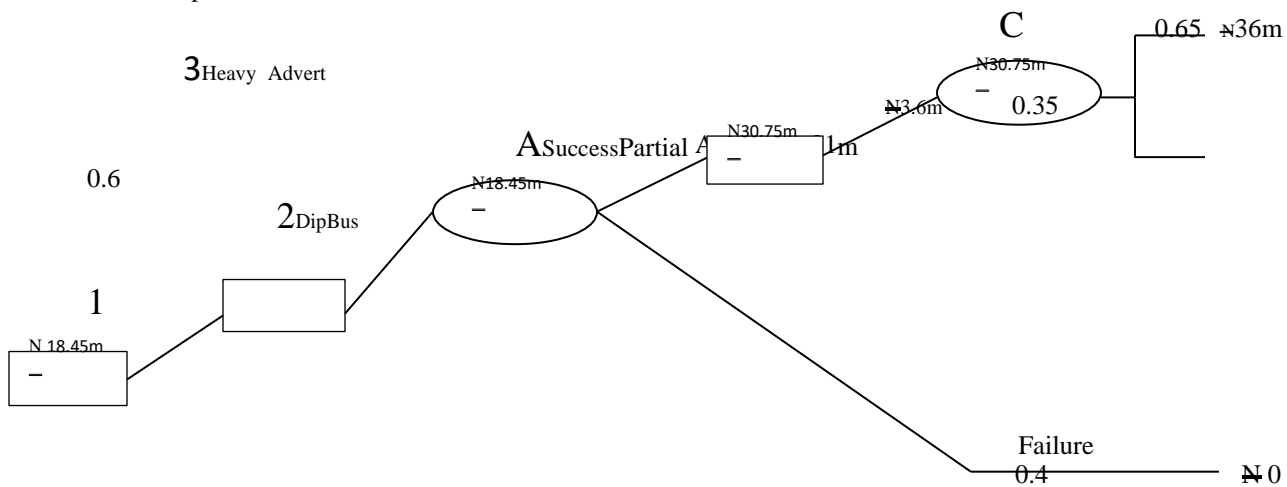 C
0.65 ₦36m
3Heavy Advert
₦30.75m
₦3.6m
0.35
ASuccessPartial
₦30.75m
1m
0.6
₦18.45m
2DipBus
1
N 18.45m
Failure
0.4
₦ 0